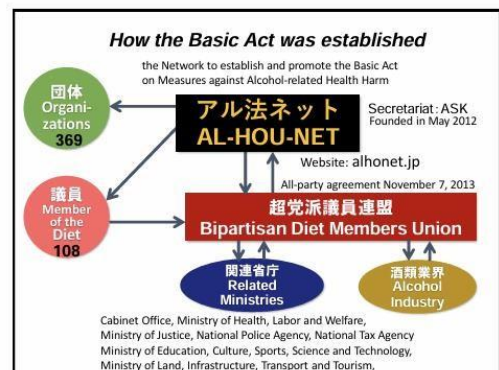 How the Basic Act was established
the Network to establish and promote the Basic Act
on Measures against Alcohol-related Health Harm
団体
Organi-
zations
369
アル法ネット
AL-HOU-NET
Secretariat：ASK
Founded in May 2012
Website: alhonet.jp
議員
Member
of the
Diet
108
All-party agreement November 7, 2013
超党派議員連盟
Bipartisan Diet Members Union
関連省庁
Related
Ministries
酒類業界
Alcohol
Industry
Cabinet Office, Ministry of Health, Labor and Welfare,
Ministry of Justice, National Police Agency, National Tax Agency
Ministry of Education, Culture, Sports, Science and Technology,
Ministry of Land, Infrastructure, Transport and Tourism,